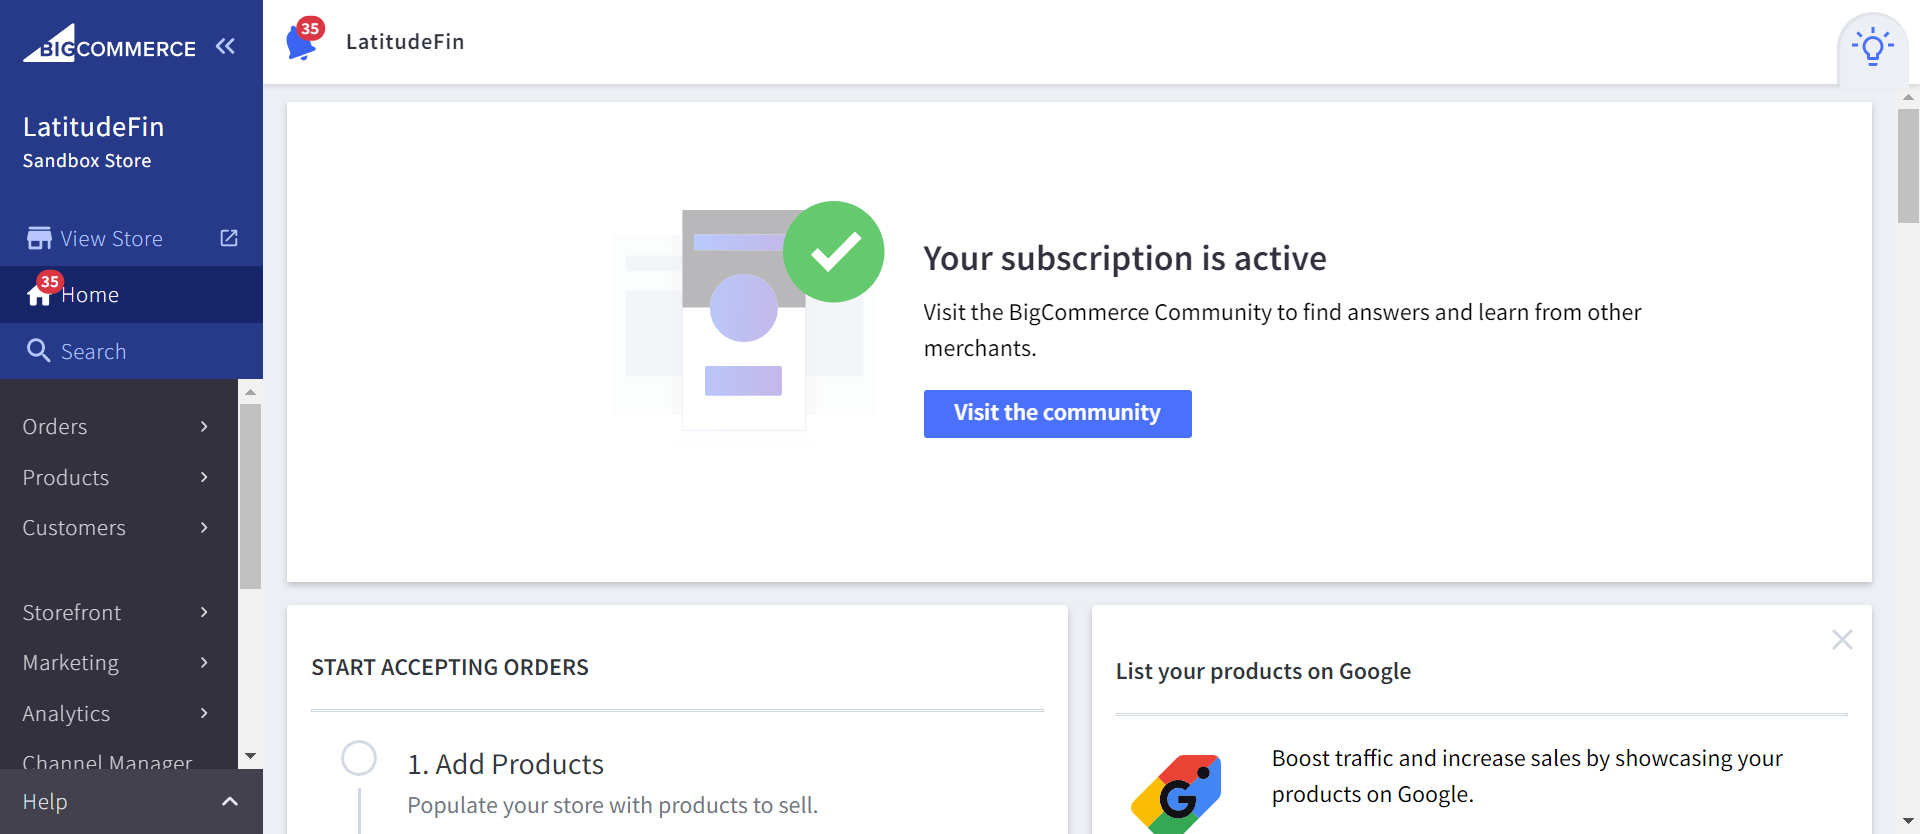 BIGCOMMERCE
LatitudeFin
Sandbox Store
View Store
35
Home
Search
Orders
Products
Customers
Storefront
Marketing
Analytics
Channel Manager
Help
35
LatitudeFin
Your subscription is active
Visit the BigCommerce Community to find answers and learn from other
merchants.
Visit the community
START ACCEPTING ORDERS
1. Add Products
Populate your store with products to sell.
List your products on Google
G
Boost traffic and increase sales by showcasing your
products on Google.